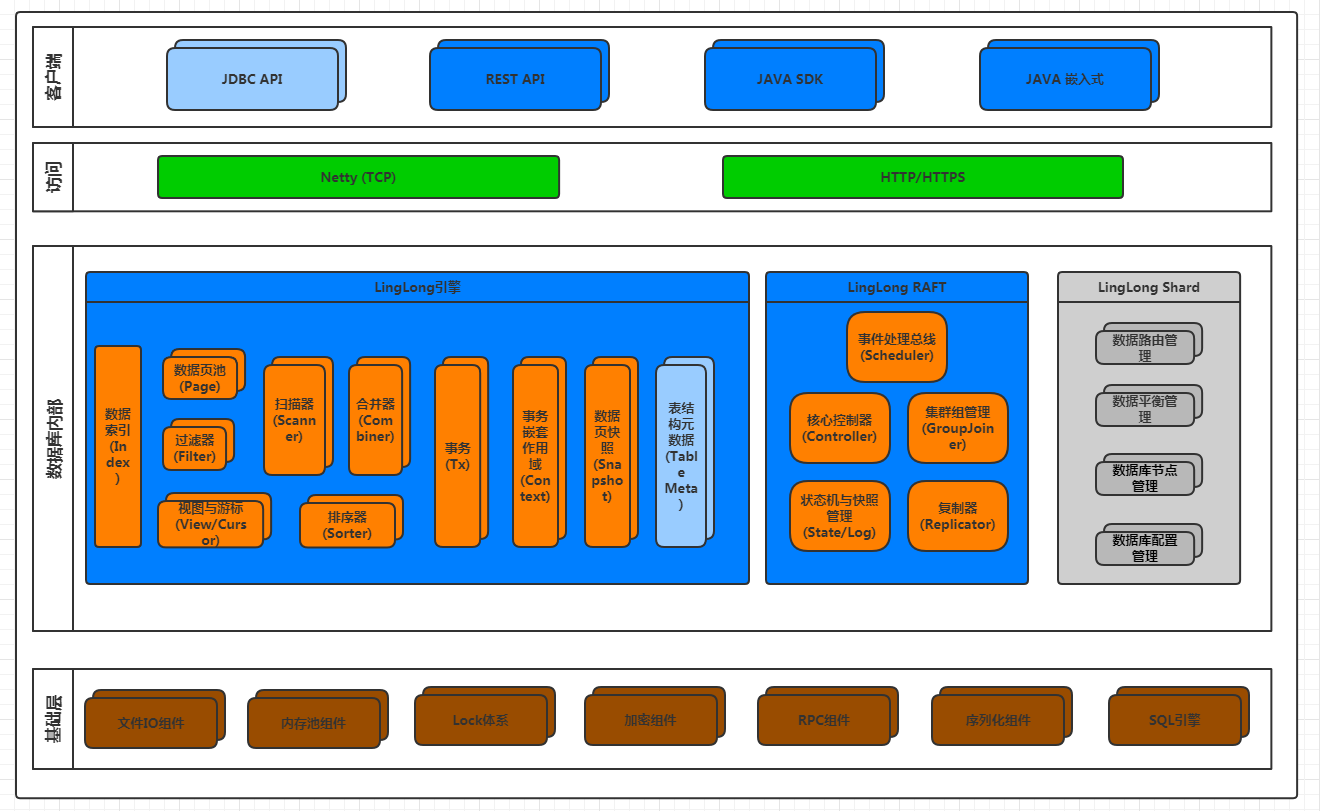 客户端
JDBC API
REST API
JAVA SDK
JAVA 嵌入式
访问
Netty (TCP)
HTTP/HTTPS
数据库内部
LingLong引擎
数据
索引
(In
dex
)
数据页池
(Page)
过滤器
(Filter)
视图与游标
(View/Curs
or)
扫描器
(Scann
er)
合并器
(Com
biner)
排序器
(Sorter)
事务
(Tx)
事务
嵌套
作用
域
(Con
text)
数据
页快
照
(Sna
psho
t)
表结
构元
数据
(Tabl
e
Meta
)
LingLong RAFT
事件处理总线
(Scheduler)
核心控制器
(Controller)
集群组管理
(GroupJoin
er)
状态机与快照
管理
(State/Log)
复制器
(Replicator)
LingLong Shard
数据路由管
理
数据平衡管
理
数据库节点
管理
数据库配置
管理
基础层
文件IO组件
内存池组件
Lock体系
加密组件
RPC组件
序列化组件
SQL引擎